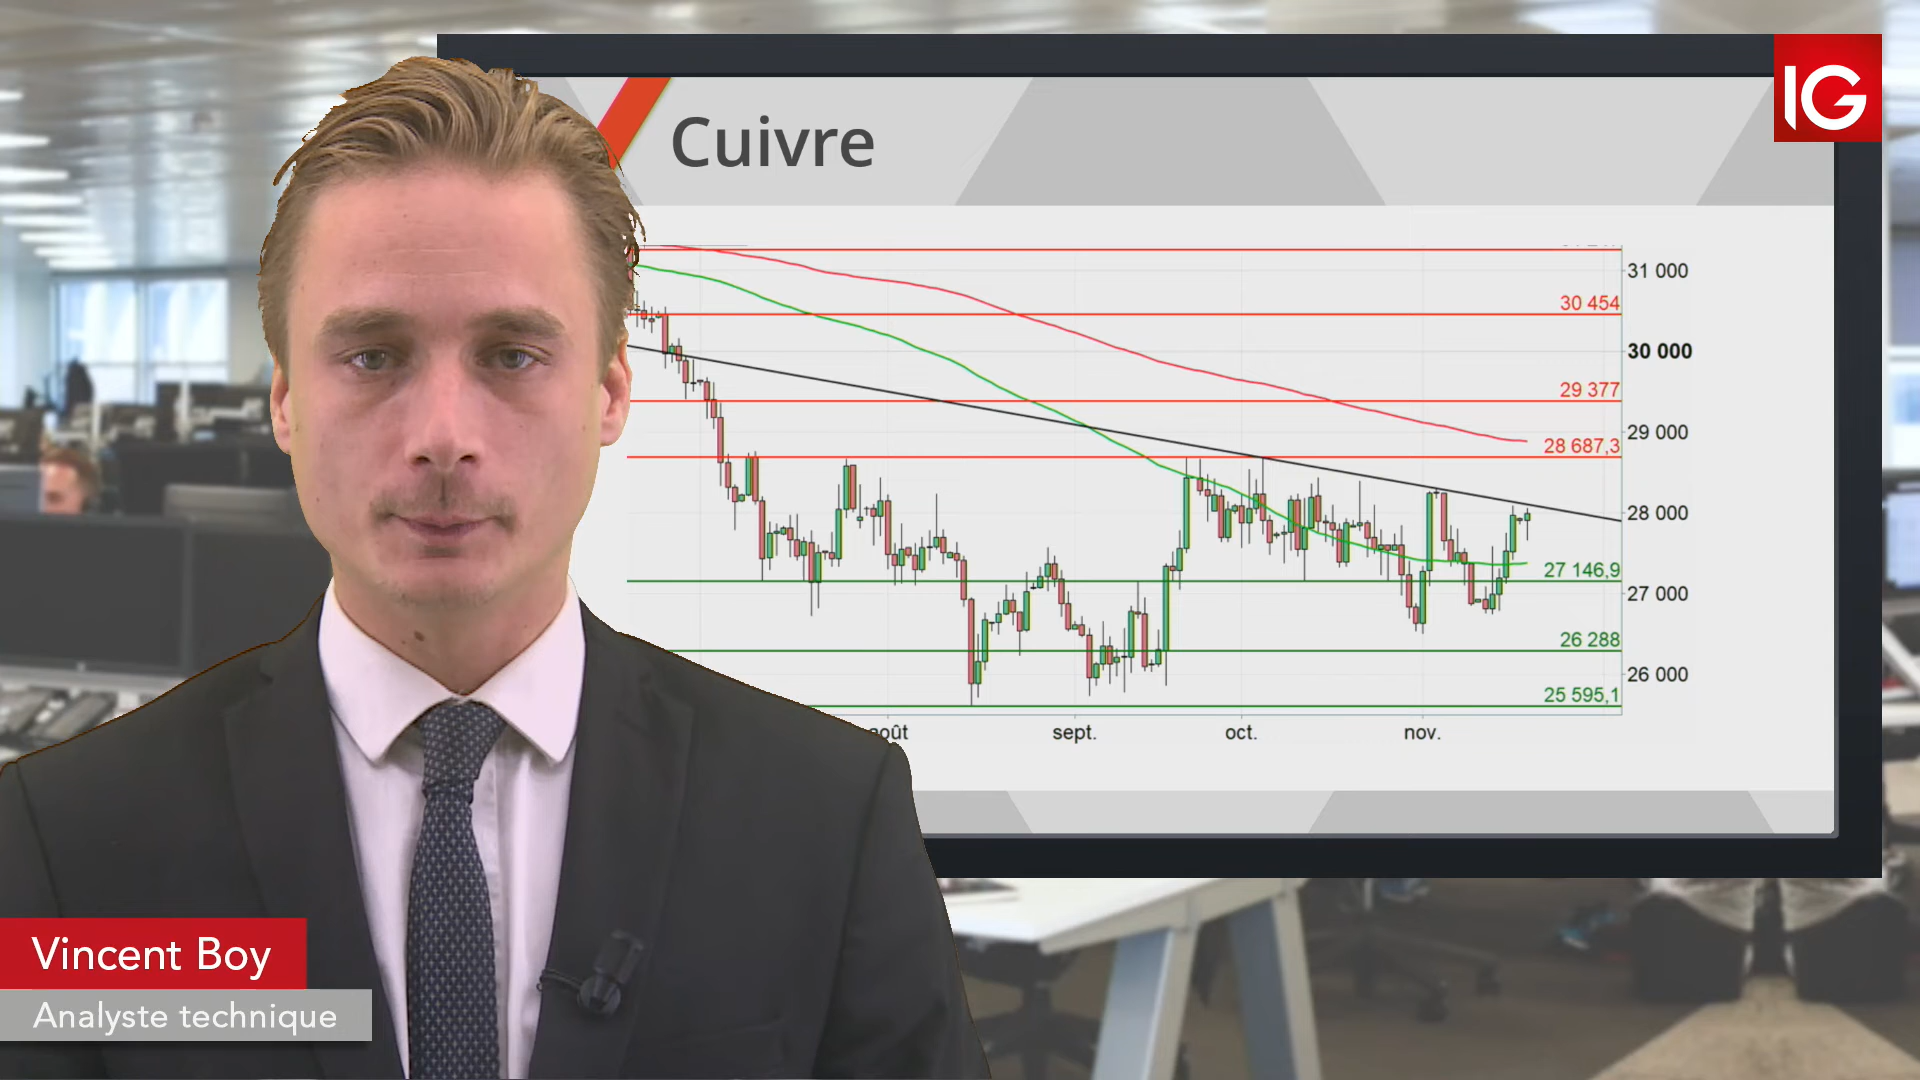 IG
Cuivre
31 000
30 454
30 000
29 377
29 000
28 687,3
28 000
27 146,9
27 000
26 288
26 000
25 595,1
août sept. oct. nov.
Vincent Boy
Analyste technique